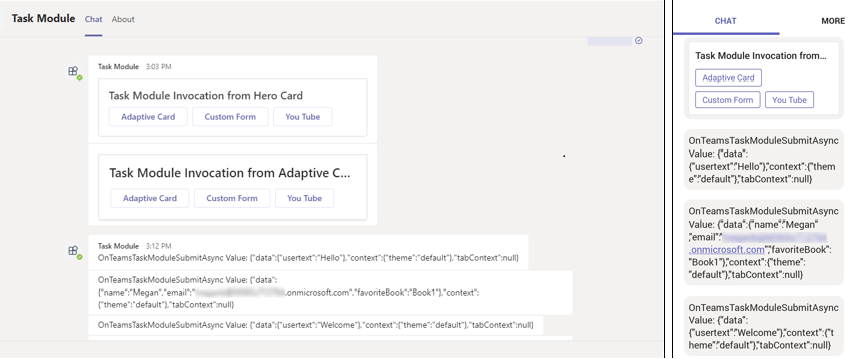 Task Module Chat About
Task Module 3:03 PM
Task Module Invocation from Hero Card
Adaptive Card Custom Form You Tube
Task Module Invocation from Adaptive C...
Adaptive Card Custom Form You Tube
Task Module 3:12 PM
OnTeamsTaskModuleSubmitAsync Value: {"data":{"usertext":"Hello"},"context":{"theme":"default"},"tabContext":null}
OnTeamsTaskModuleSubmitAsync Value: {"data":
{"name":"Megan","email":" .onmicrosoft.com","favoriteBook":"Book1"},"context":
{"theme":"default"},"tabContext":null}
OnTeamsTaskModuleSubmitAsync Value: {"data":{"usertext":"Welcome"},"context":{"theme":"default"},"tabContext":null}
CHAT MORE
Task Module Invocation from...
Adaptive Card
Custom Form You Tube
OnTeamsTaskModuleSubmitAsync
Value: {"data":
{"usertext":"Hello"},"context":{"them
e":"default"},"tabContext":null}
OnTeamsTaskModuleSubmitAsync
Value: {"data":{"name":"Megan"
,"email":"
.onmicrosoft.com","favoriteBook":
"Book1"},"context":{"theme":
"default"},"tabContext":null}
OnTeamsTaskModuleSubmitAsync
Value: {"data":
{"usertext":"Welcome"},"context":{"t
heme":"default"},"tabContext":null}